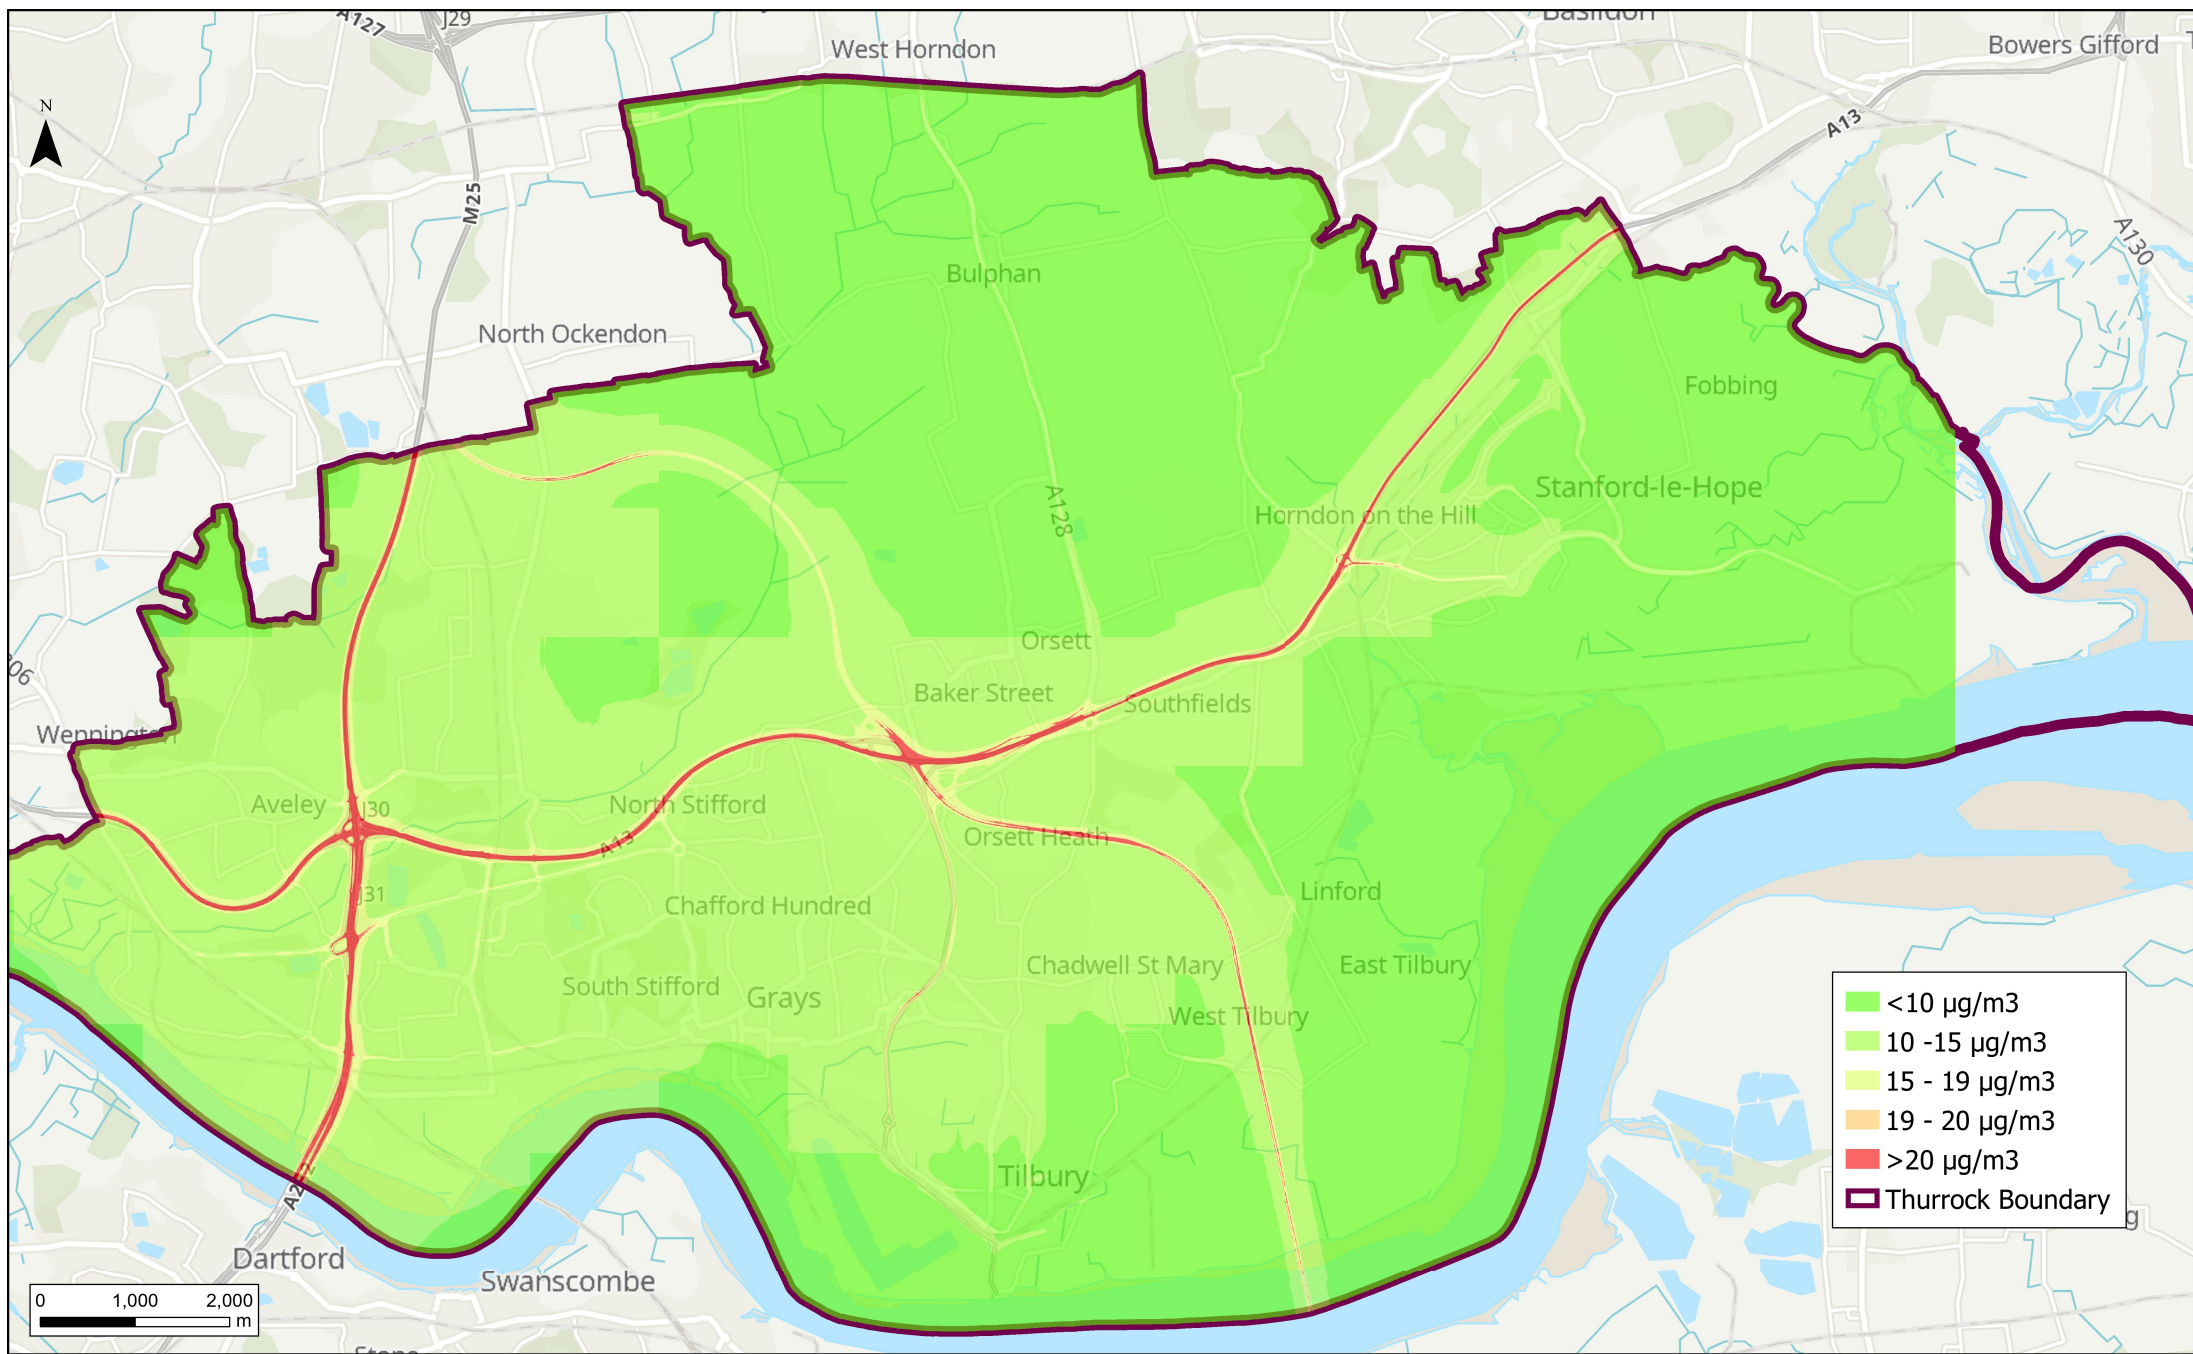 A127
J29
Basildon
West Horndon
Bowers Gifford
N
A13
M25
A130
Bulphan
North Ockendon
Fobbing
A128
Stanford-le-Hope
Horndon on the Hill
Orsett
Baker Street
Southfields
Wennington
Aveley
J30
North Stifford
A13
Orsett Heath
J31
Linford
Chafford Hundred
Chadwell St Mary
East Tilbury
South Stifford
Grays
West Tilbury
Tilbury
Dartford
Swanscombe
<10 µg/m3
10 -15 µg/m3
15 - 19 µg/m3
19 - 20 µg/m3
>20 µg/m3
Thurrock Boundary
0 1,000 2,000
m